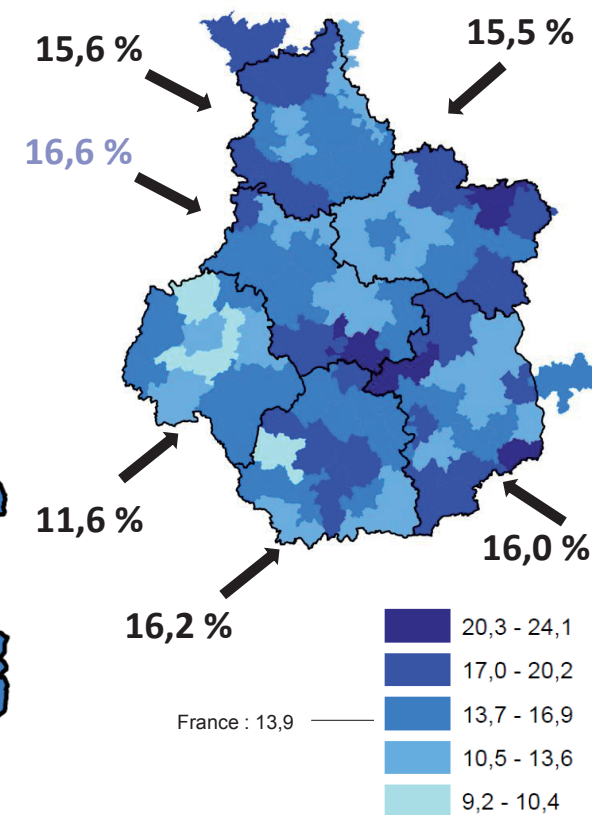 15,6 %
15,5 %
16,6 %
11,6 %
16,0 %
16,2 %
20,3 - 24,1
17,0 - 20,2
France : 13,9
13,7 - 16,9
10,5 - 13,6
9,2 - 10,4